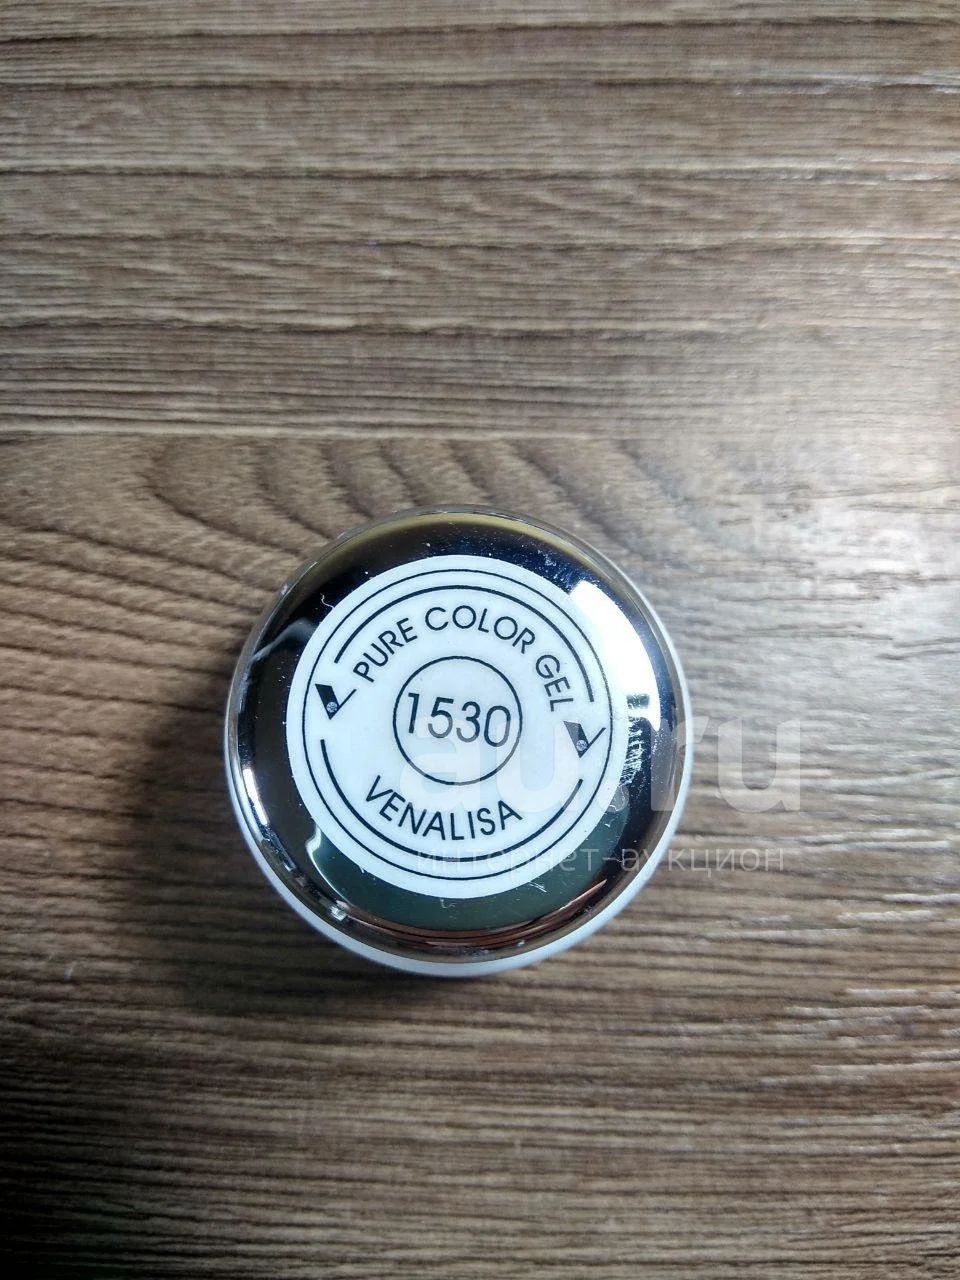 PURE COLOR GEL
1530
VENALISA
au.ru
интернет-аукцион